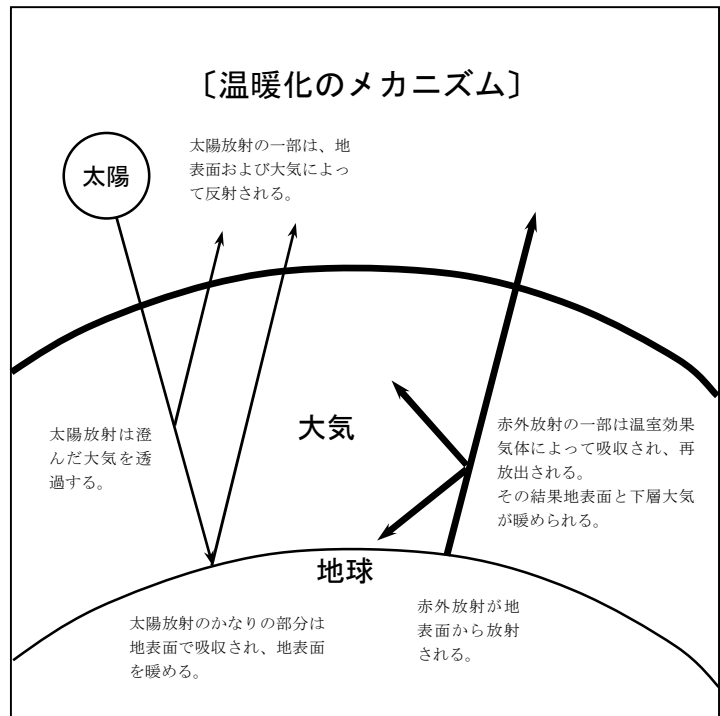 〔温暖化のメカニズム〕
太陽
太陽放射の一部は、地
表面および大気によっ
て反射される。
太陽放射は澄
んだ大気を透
過する。
大気
赤外放射の一部は温室効果
気体によって吸収され、再
放出される。
その結果地表面と下層大気
が暖められる。
地球
太陽放射のかなりの部分は
地表面で吸収され、地表面
を暖める。
赤外放射が地
表面から放射
される。